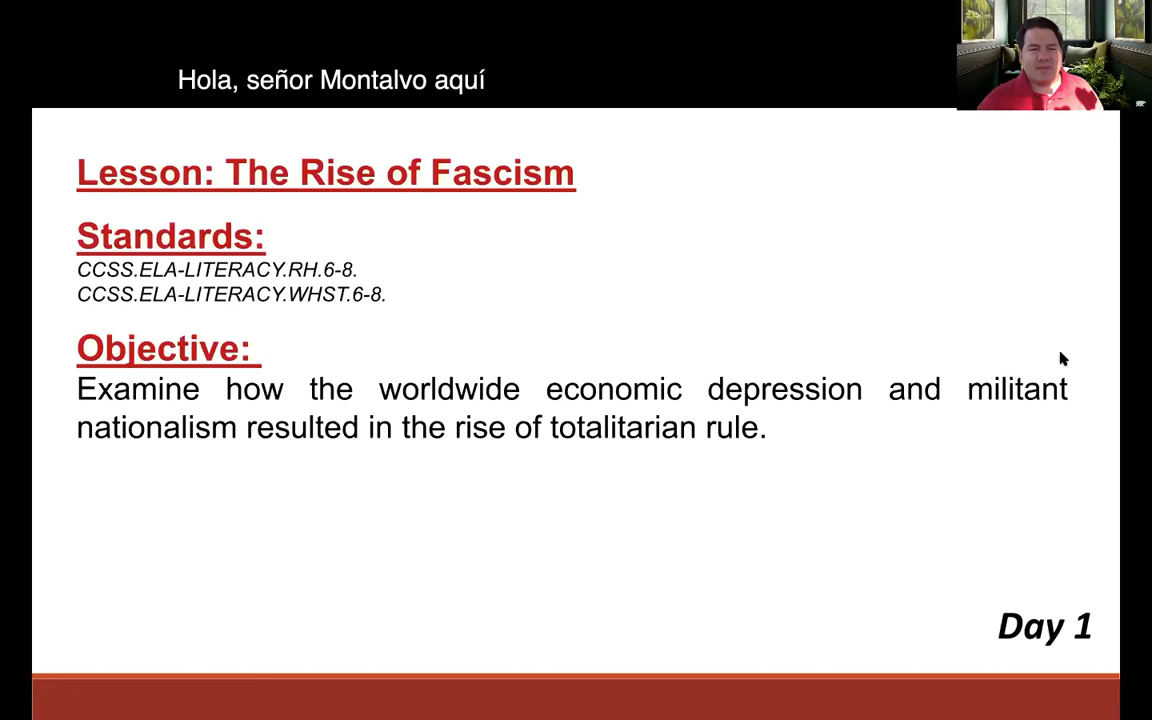 Hola, señor Montalvo aquí
Lesson: The Rise of Fascism
Standards:
CCSS.ELA-LITERACY.RH.6-8.
CCSS.ELA-LITERACY.WHST.6-8.
Objective:
Examine how the worldwide economic depression and militant
nationalism resulted in the rise of totalitarian rule.
Day 1